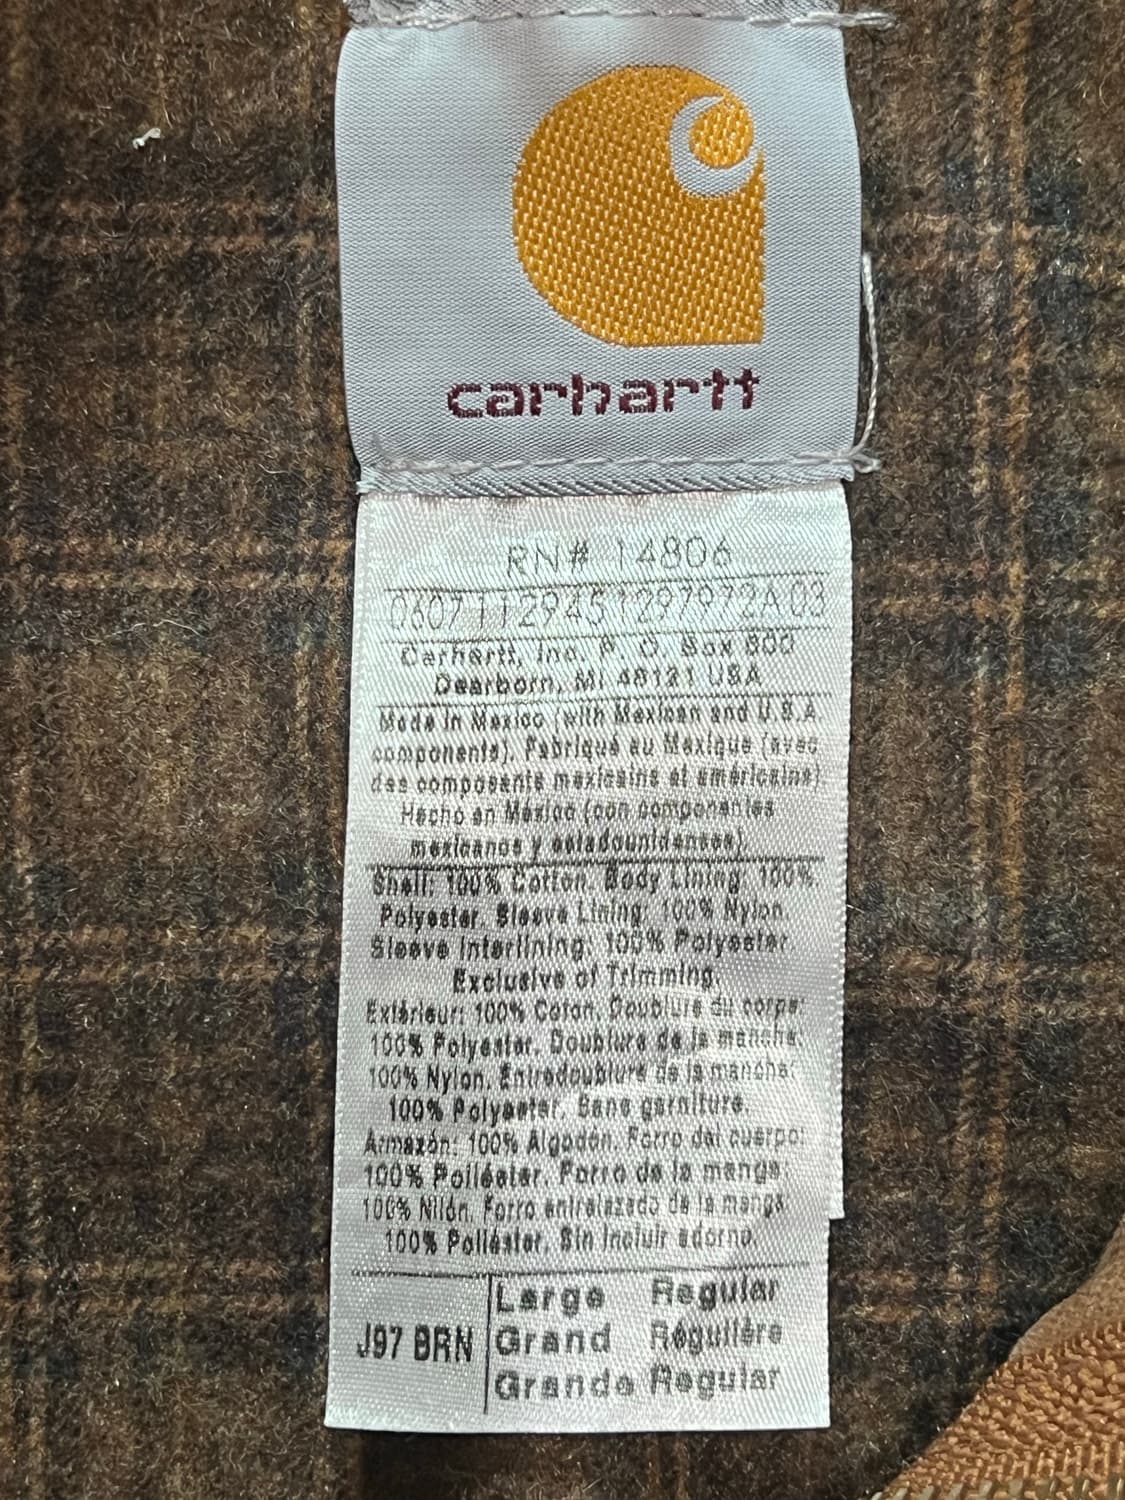 carhartt
RN# 14806
0607112945129797​2A 03
Carhartt, Inc. P. O. Box 600
Dearborn, MI 48121 USA
Made in Mexico (with Mexican and U.S.A.
components). Fabriqué au Mexique (avec
des composants mexicains et américains)
Hecho en México (con componentes
mexicanos y estadounidenses).
Shell: 100% Cotton. Body Lining: 100%
Polyester. Sleeve Lining: 100% Nylon.
Sleeve Interlining: 100% Polyester
Exclusive of Trimming.
Extérieur: 100% Coton. Doublure du corps:
100% Polyester. Doublure de la manche:
100% Nylon. Entredoublure de la manche:
100% Polyester. Sans garniture.
Armazón: 100% Algodón. Forro del cuerpo:
100% Poliéster. Forro de la manga:
100% Nilón. Forro entrelazado de la manga:
100% Poliéster. Sin incluir adorno.
J97 BRN
Large Regular
Grand Régulière
Grande Regular